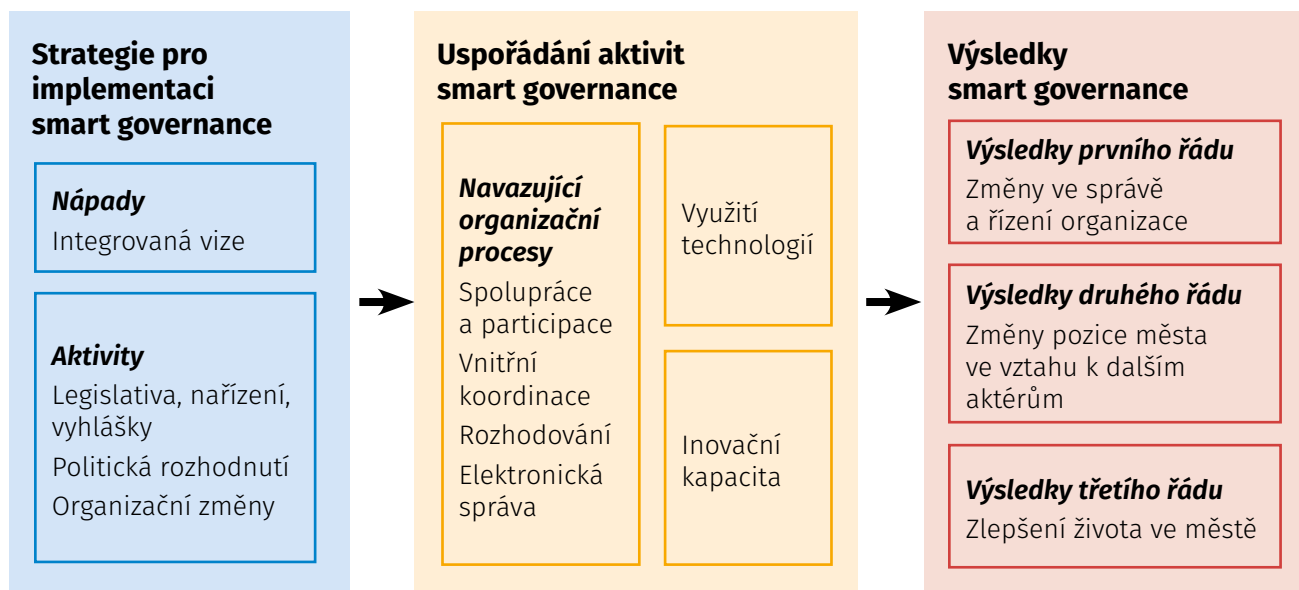 Strategie pro
implementaci
smart governance
Nápady
Integrovaná vize
Aktivity
Legislativa, nařízení,
vyhlášky
Politická rozhodnutí
Organizační změny
Uspořádání aktivit
smart governance
Navazující
organizační
procesy
Spolupráce
a participace
Vnitřní
koordinace
Rozhodování
Elektronická
správa
Využití
technologií
Inovační
kapacita
Výsledky
smart governance
Výsledky prvního řádu
Změny ve správě
a řízení organizace
Výsledky druhého řádu
Změny pozice města
ve vztahu k dalším
aktérům
Výsledky třetího řádu
Zlepšení života ve městě